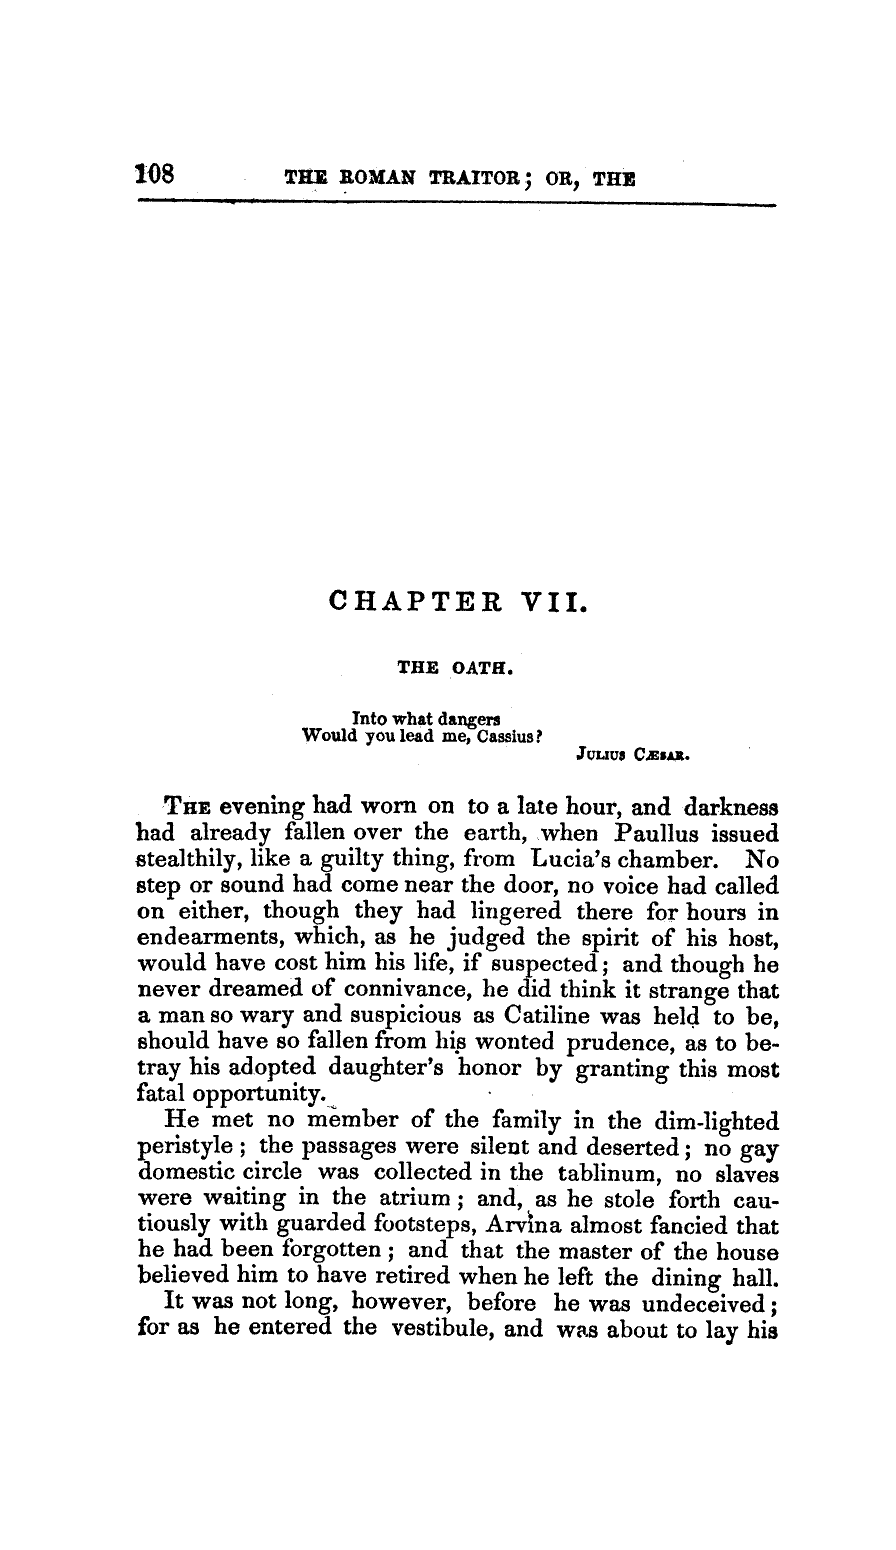 108 THE ROMAN TRAITOR; OR, THE
CHAPTER VII.
THE OATH.
Into what dangers
Would you lead me, Cassius?
JULIUS CÆSAR.
THE evening had worn on to a late hour, and darkness
had already fallen over the earth, when Paullus issued
stealthily, like a guilty thing, from Lucia's chamber. No
step or sound had come near the door, no voice had called
on either, though they had lingered there for hours in
endearments, which, as he judged the spirit of his host,
would have cost him his life, if suspected; and though he
never dreamed of connivance, he did think it strange that
a man so wary and suspicious as Catiline was held to be,
should have so fallen from his wonted prudence, as to be-
tray his adopted daughter's honor by granting this most
fatal opportunity.
He met no member of the family in the dim-lighted
peristyle; the passages were silent and deserted; no gay
domestic circle was collected in the tablinum, no slaves
were waiting in the atrium; and, as he stole forth cau-
tiously with guarded footsteps, Arvina almost fancied that
he had been forgotten; and that the master of the house
believed him to have retired when he left the dining hall.
It was not long, however, before he was undeceived;
for as he entered the vestibule, and was about to lay his